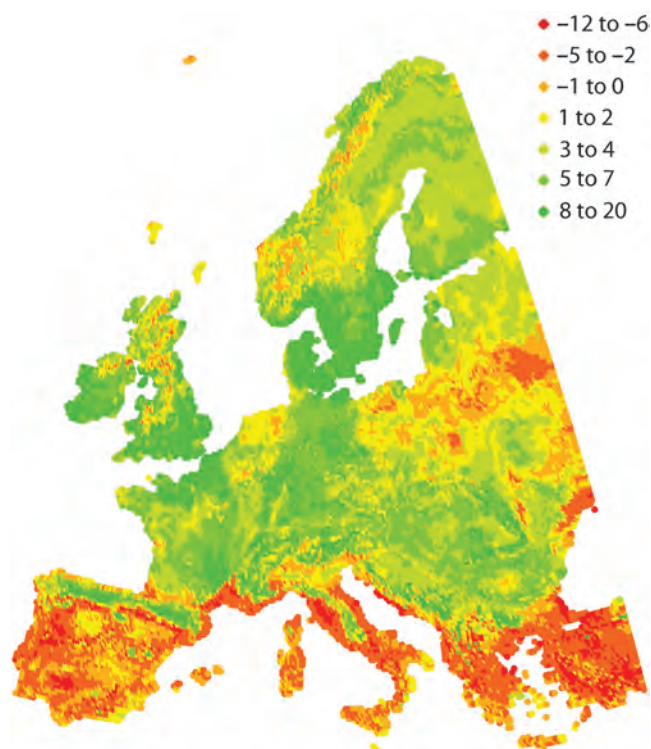 –12 to –6
–5 to –2
–1 to 0
1 to 2
3 to 4
5 to 7
8 to 20